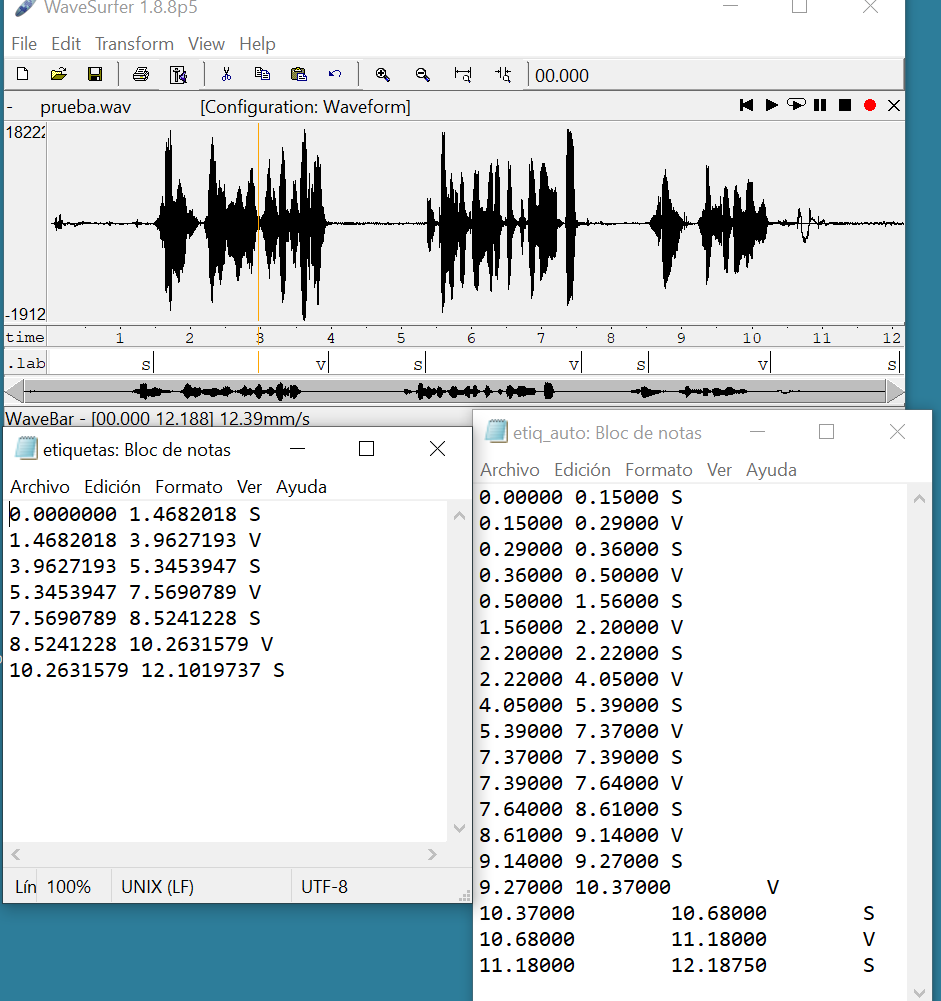 WaveSurfer 1.8.8p5
File Edit Transform View Help
00.000
- prueba.wav [Configuration: Waveform]
18222
-1912
time 1 2 3 4 5 6 7 8 9 10 11 12
.lab S V S V S V S
WaveBar - [00.000 12.188] 12.39mm/s
etiquetas: Bloc de notas
Archivo Edición Formato Ver Ayuda
0.0000000 1.4682018 S
1.4682018 3.9627193 V
3.9627193 5.3453947 S
5.3453947 7.5690789 V
7.5690789 8.5241228 S
8.5241228 10.2631579 V
10.2631579 12.1019737 S
Lín 100% UNIX (LF) UTF-8
etiq_auto: Bloc de notas
Archivo Edición Formato Ver Ayuda
0.00000 0.15000 S
0.15000 0.29000 V
0.29000 0.36000 S
0.36000 0.50000 V
0.50000 1.56000 S
1.56000 2.20000 V
2.20000 2.22000 S
2.22000 4.05000 V
4.05000 5.39000 S
5.39000 7.37000 V
7.37000 7.39000 S
7.39000 7.64000 V
7.64000 8.61000 S
8.61000 9.14000 V
9.14000 9.27000 S
9.27000 10.37000 V
10.37000 10.68000 S
10.68000 11.18000 V
11.18000 12.18750 S